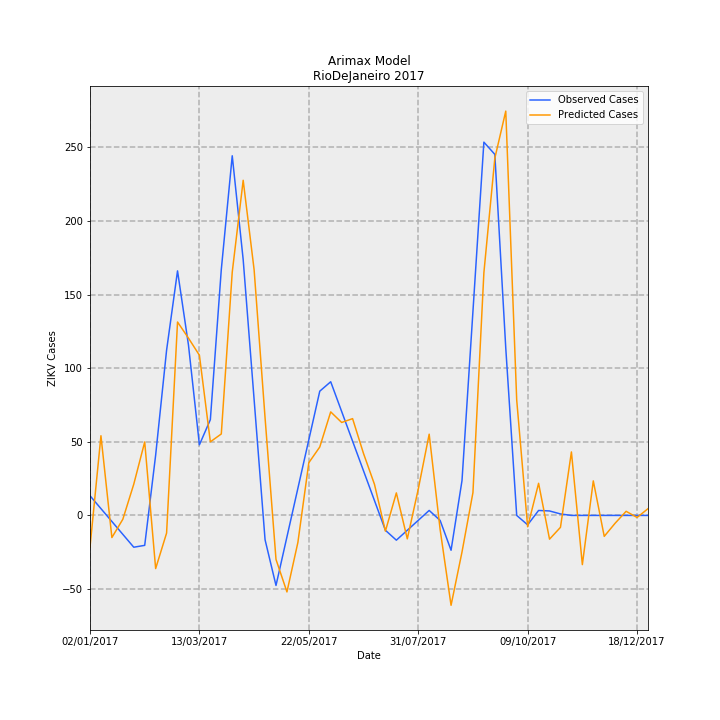 Arimax Model
RioDeJaneiro 2017
Observed Cases
Predicted Cases
ZIKV Cases
250
200
150
100
50
0
−50
02/01/2017 13/03/2017 22/05/2017 31/07/2017 09/10/2017 18/12/2017
Date